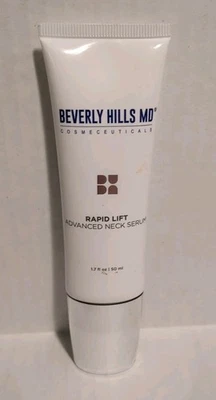 BEVERLY HILLS MD®
COSMECEUTICALS
RAPID LIFT
ADVANCED NECK SERUM
1.7 fl oz / 50 ml